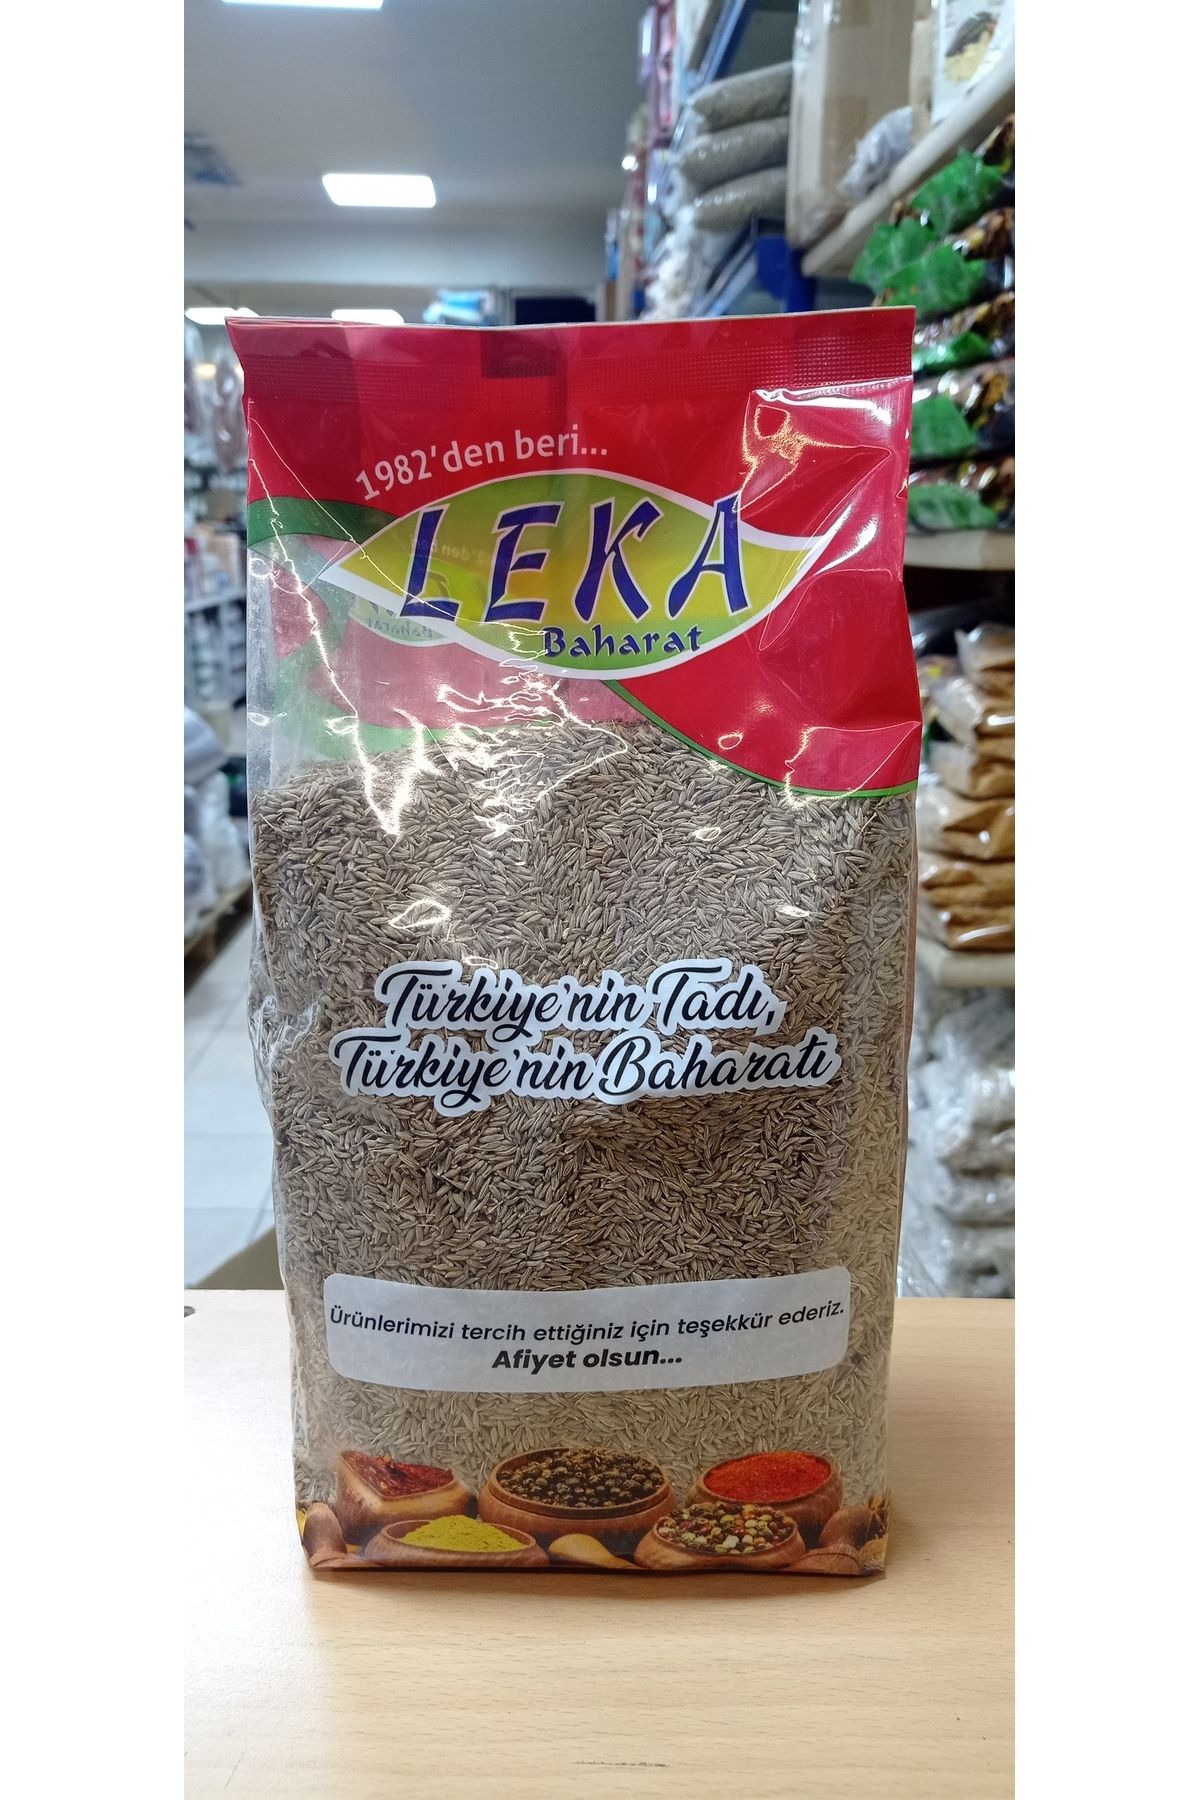 1982'den beri...
LEKA
Baharat
Türkiye'nin Tadı,
Türkiye'nin Baharatı
Ürünlerimizi tercih ettiğiniz için teşekkür ederiz.
Afiyet olsun...